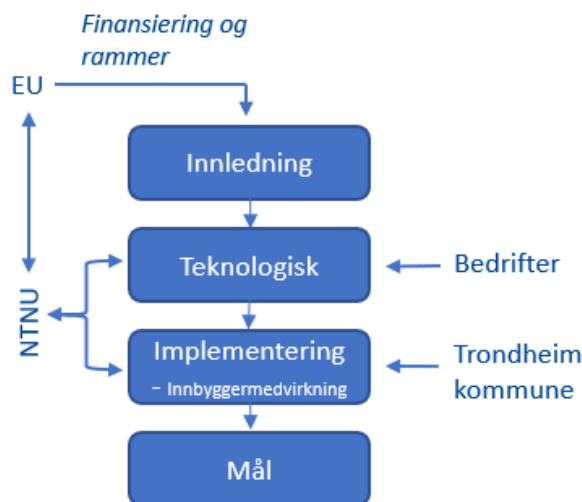 Finansiering og
rammer
EU
Innledning
Teknologisk
Bedrifter
NTNU
Implementering
- Innbyggermedvirkning
Trondheim
kommune
Mål